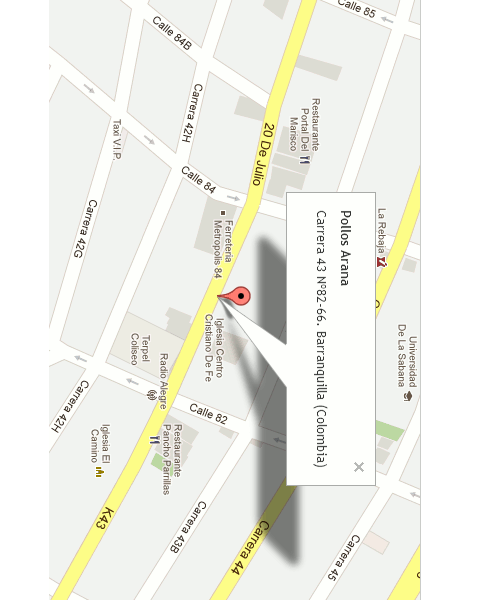 Calle 85
Calle 84B
Carrera 42H
Taxi V.I.P.
Restaurante
Portal Del
Marisco
20 De Julio
Calle 84
La Rebaja
Carrera 42G
Ferreteria
Metropolis 84
Pollos Arana
Carrera 43 Nº82-66. Barranquilla (Colombia)
Iglesia Centro
Cristiano De Fe
Universidad
De La Sabana
Terpel
Coliseo
Radio Alegre
Calle 82
Carrera 42H
Restaurante
Pancho Parrillas
Iglesia El
Camino
K43
Carrera 43B
Carrera 44
Carrera 45